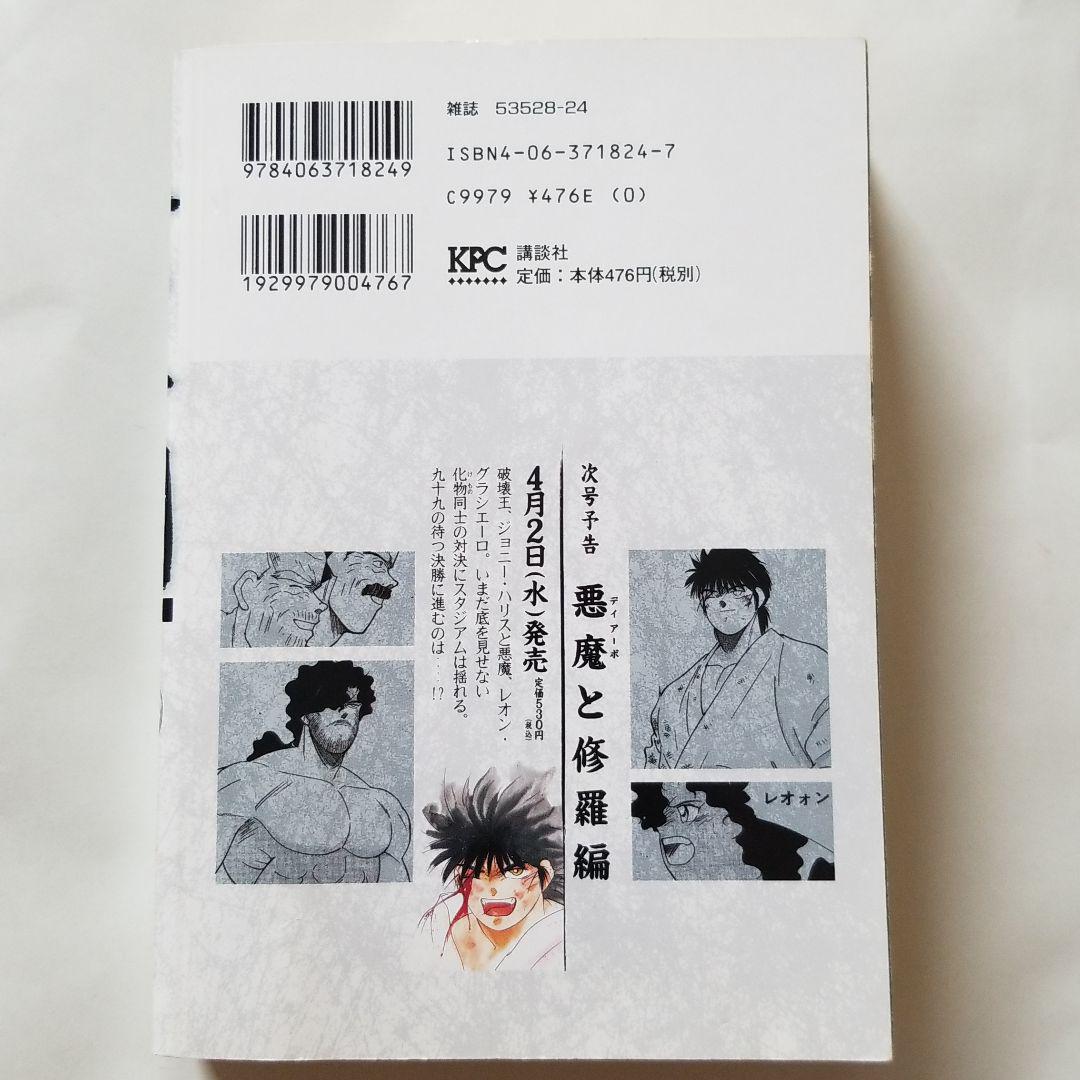 雑誌 53528-24
9784063718249
ISBN4-06-371824-7
C9979 ¥476E (0)
1929979004767
KPC 講談社
定価：本体476円(税別)
次号予告
悪魔と修羅編
ディアーボ
4月2日(水)発売
定価530円
(税込)
破壊王、ジョニー・ハリスと悪魔、レオン・
グラシエーロ。いまだ底を見せない
化物同士の対決にスタジアムは揺れる。
けもの
九十九の待つ決勝に進むのは……!?
レオォン